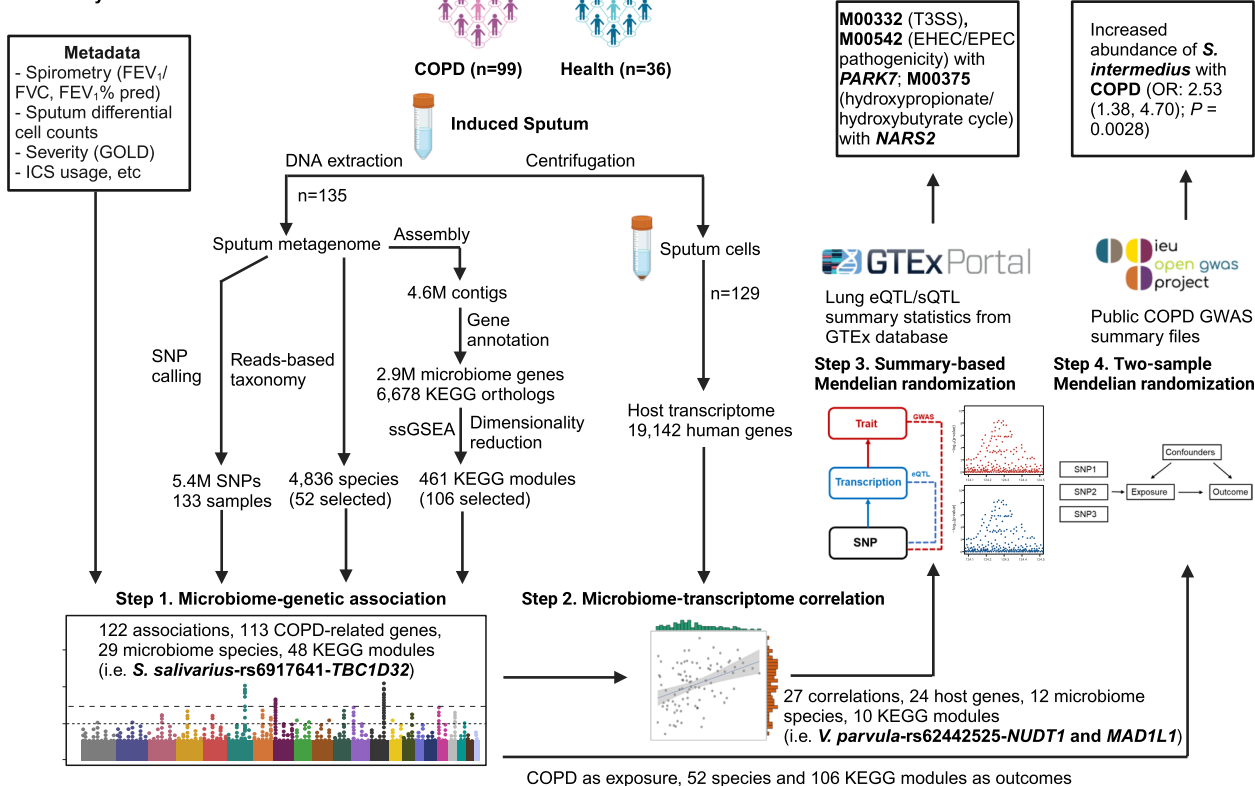 COPD (n=99)
Health (n=36)
Induced Sputum
Metadata
- Spirometry (FEV₁/
FVC, FEV₁% pred)
- Sputum differential
cell counts
- Severity (GOLD)
- ICS usage, etc
DNA extraction
Centrifugation
n=135
Sputum metagenome
Assembly
4.6M contigs
Gene
annotation
2.9M microbiome genes
6,678 KEGG orthologs
ssGSEA
Dimensionality
reduction
SNP
calling
Reads-based
taxonomy
5.4M SNPs
133 samples
4,836 species
(52 selected)
461 KEGG modules
(106 selected)
Sputum cells
n=129
Host transcriptome
19,142 human genes
M00332 (T3SS),
M00542 (EHEC/EPEC
pathogenicity) with
PARK7; M00375
(hydroxypropionate/
hydroxybutyrate cycle)
with NARS2
Increased
abundance of S.
intermedius with
COPD (OR: 2.53
(1.38, 4.70); P =
0.0028)
GTEx Portal
Lung eQTL/sQTL
summary statistics from
GTEx database
ieu
open gwas
project
Public COPD GWAS
summary files
Step 3. Summary-based
Mendelian randomization
Trait
GWAS
Transcription
eQTL
SNP
Step 4. Two-sample
Mendelian randomization
Confounders
SNP1
SNP2
SNP3
Exposure
Outcome
Step 1. Microbiome-genetic association
122 associations, 113 COPD-related genes,
29 microbiome species, 48 KEGG modules
(i.e. S. salivarius-rs6917641-TBC1D32)
Step 2. Microbiome-transcriptome correlation
27 correlations, 24 host genes, 12 microbiome
species, 10 KEGG modules
(i.e. V. parvula-rs62442525-NUDT1 and MAD1L1)
COPD as exposure, 52 species and 106 KEGG modules as outcomes